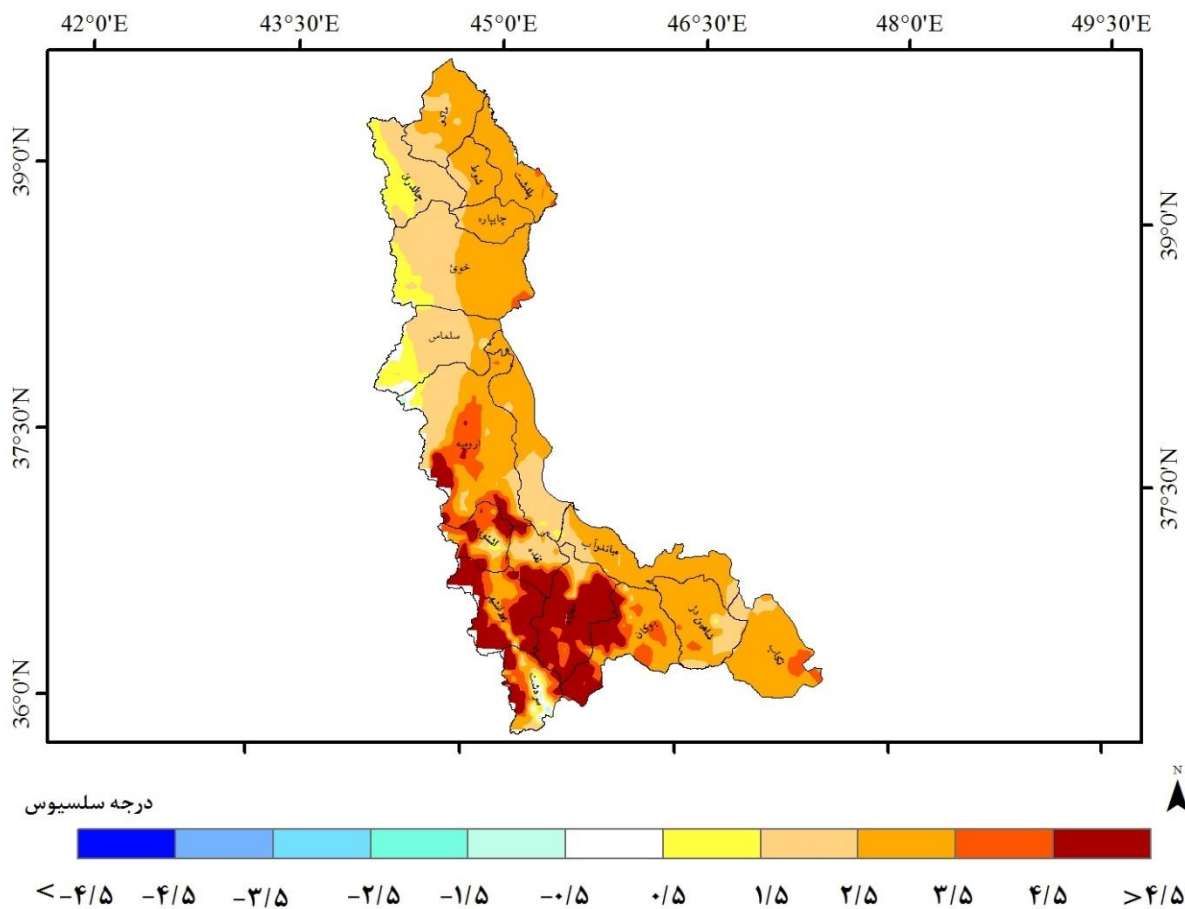 42°0'E 43°30'E 45°0'E 46°30'E 48°0'E 49°30'E
39°0'N
39°0'N
37°30'N
37°30'N
36°0'N
ماکو
شوط
پلدشت
چالدران
چایپاره
خوی
سلماس
ارومیه
اشنویه
نقده
میاندوآب
پیرانشهر
مهاباد
بوکان
شاهین دژ
تکاب
سردشت
N
درجه سلسیوس
<-۴/۵ -۴/۵ -۳/۵ -۲/۵ -۱/۵ -۰/۵ ۰/۵ ۱/۵ ۲/۵ ۳/۵ ۴/۵ >۴/۵